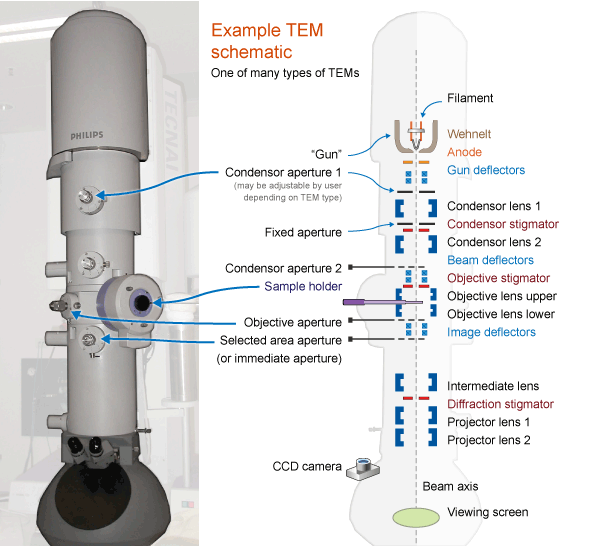 Example TEM
schematic
One of many types of TEMs
PHILIPS
TECNAI
Filament
"Gun"
Wehnelt
Anode
Gun deflectors
Condensor aperture 1
(may be adjustable by user
depending on TEM type)
Condensor lens 1
Condensor stigmator
Fixed aperture
Condensor lens 2
Beam deflectors
Condensor aperture 2
Objective stigmator
Sample holder
Objective lens upper
Objective lens lower
Objective aperture
Image deflectors
Selected area aperture
(or immediate aperture)
Intermediate lens
Diffraction stigmator
Projector lens 1
Projector lens 2
CCD camera
Beam axis
Viewing screen